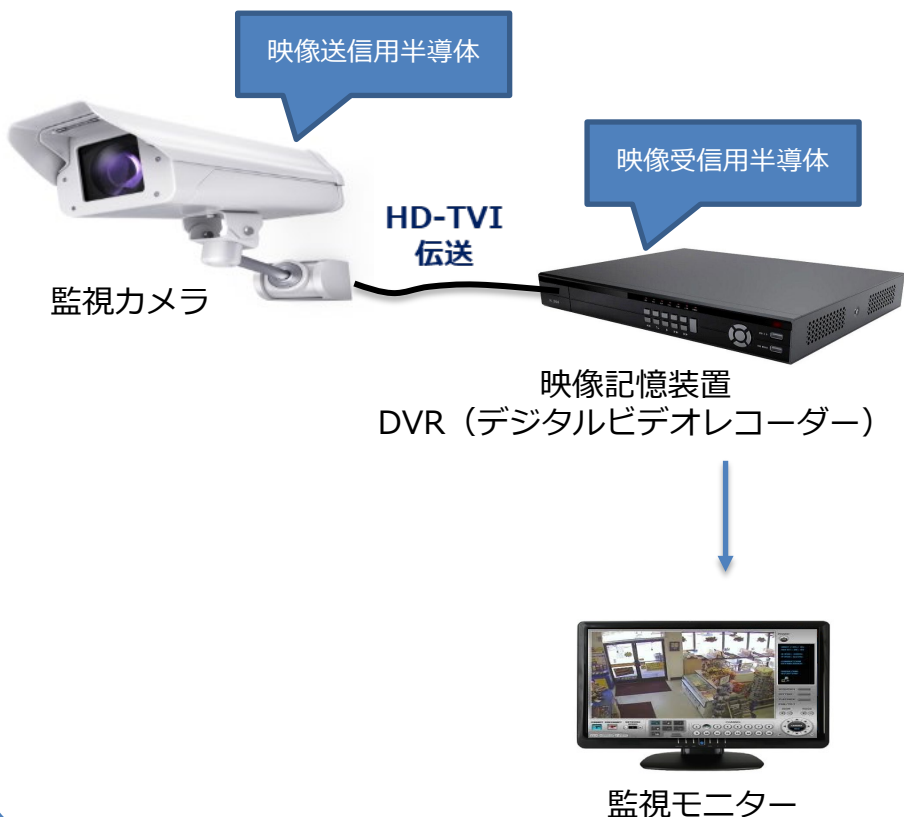 映像送信用半導体
映像受信用半導体
HD-TVI
伝送
監視カメラ
映像記憶装置
DVR（デジタルビデオレコーダー）
監視モニター